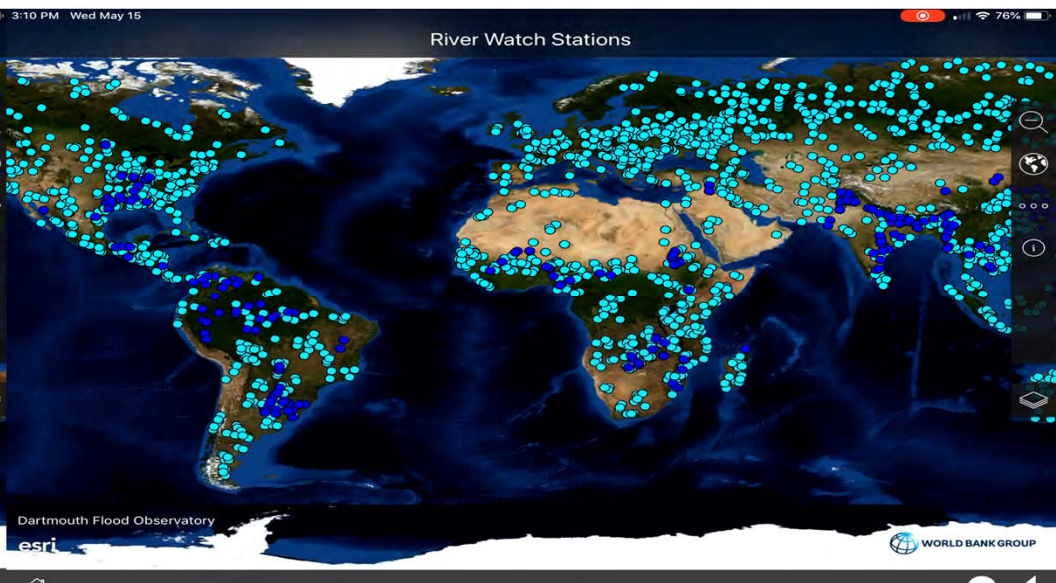 3:10 PM Wed May 15
76%
River Watch Stations
Dartmouth Flood Observatory
esri
WORLD BANK GROUP